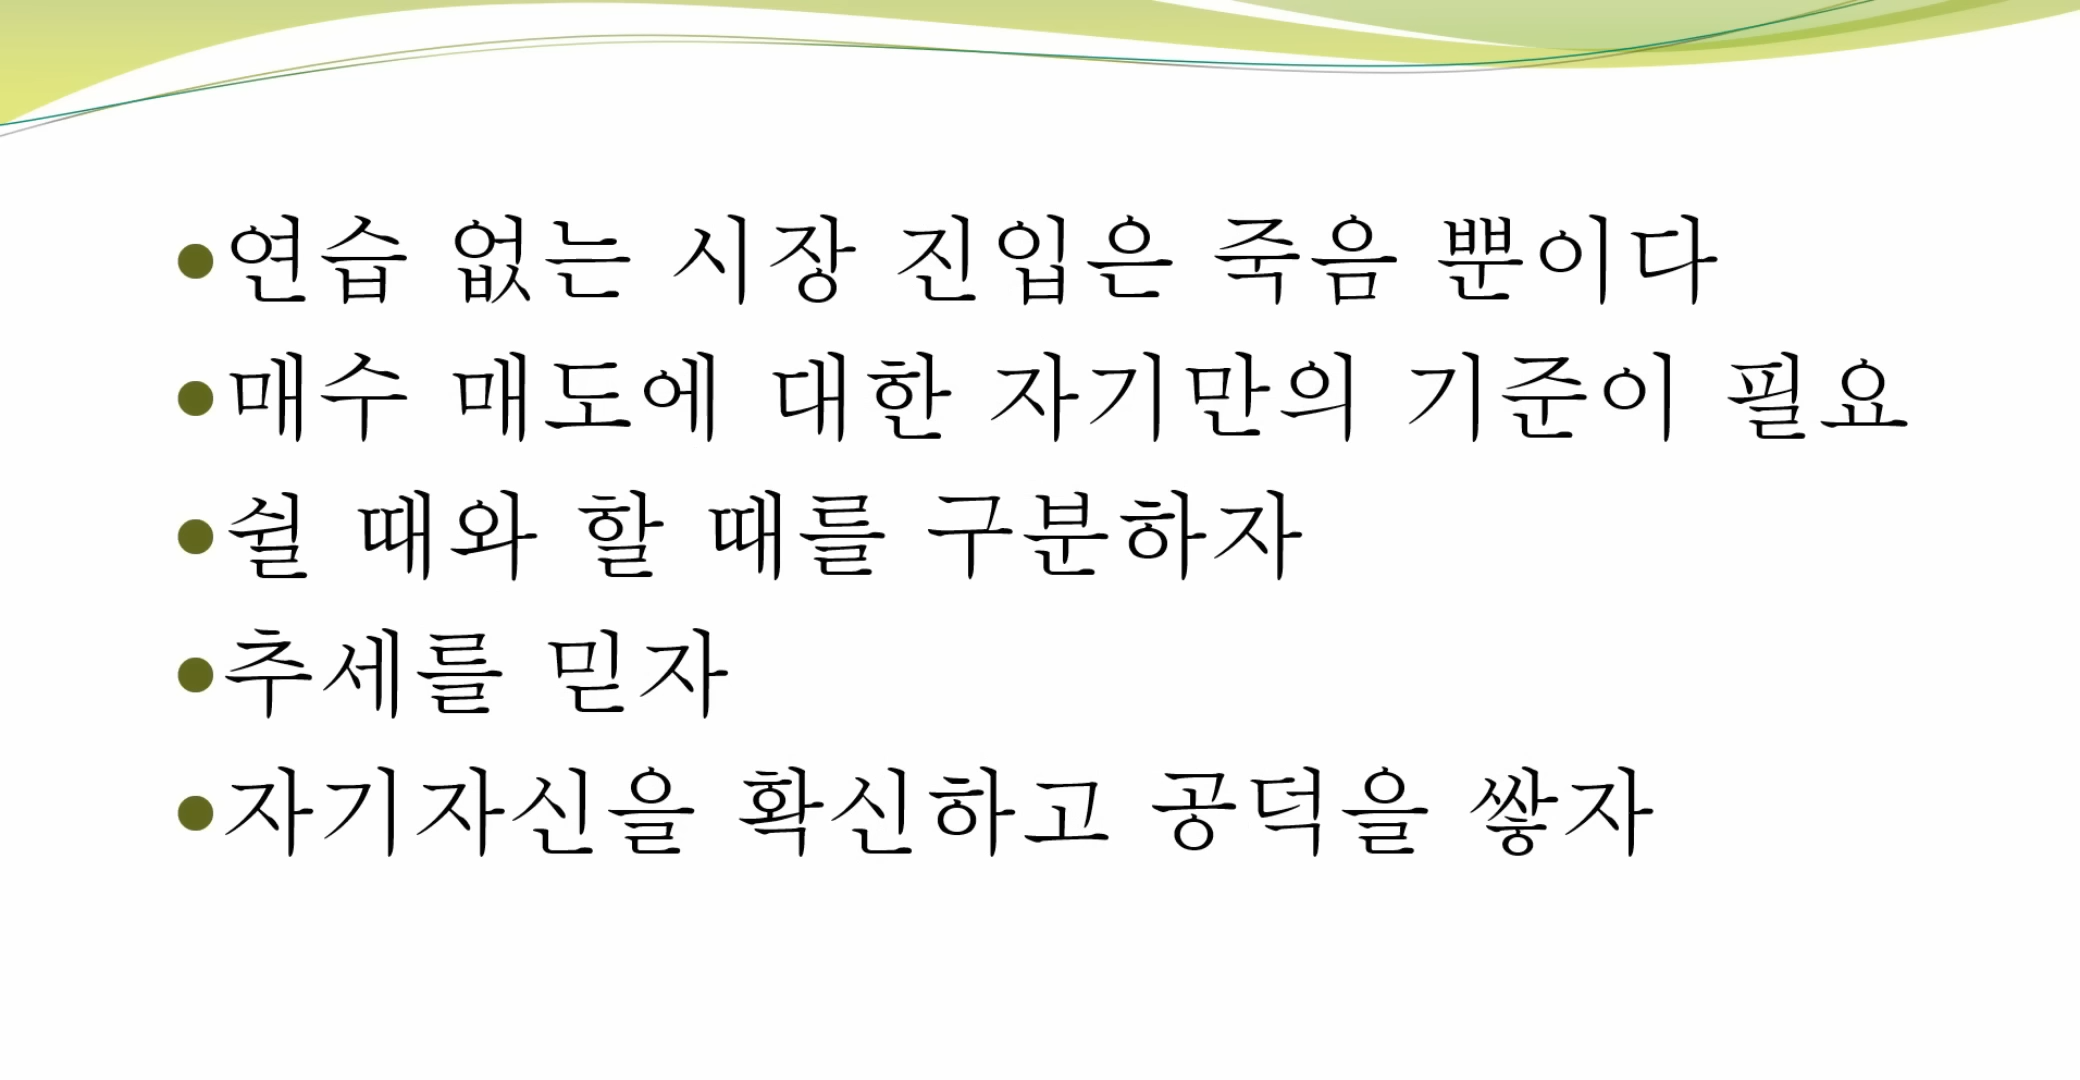 •연습 없는 시장 진입은 죽음 뿐이다
•매수 매도에 대한 자기만의 기준이 필요
•쉴 때와 할 때를 구분하자
•추세를 믿자
•자기자신을 확신하고 공덕을 쌓자